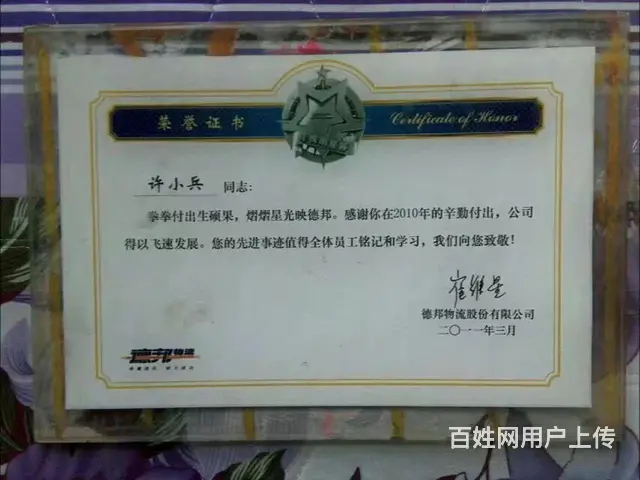 荣誉证书
Certificate of Honor
许小兵 同志:
拳拳付出生硕果，熠熠星光映德邦。感谢你在2010年的辛勤付出，公司
得以飞速发展。您的先进事迹值得全体员工铭记和学习，我们向您致敬！
崔维星
德邦物流股份有限公司
二〇一一年三月
德邦物流
百姓网用户上传